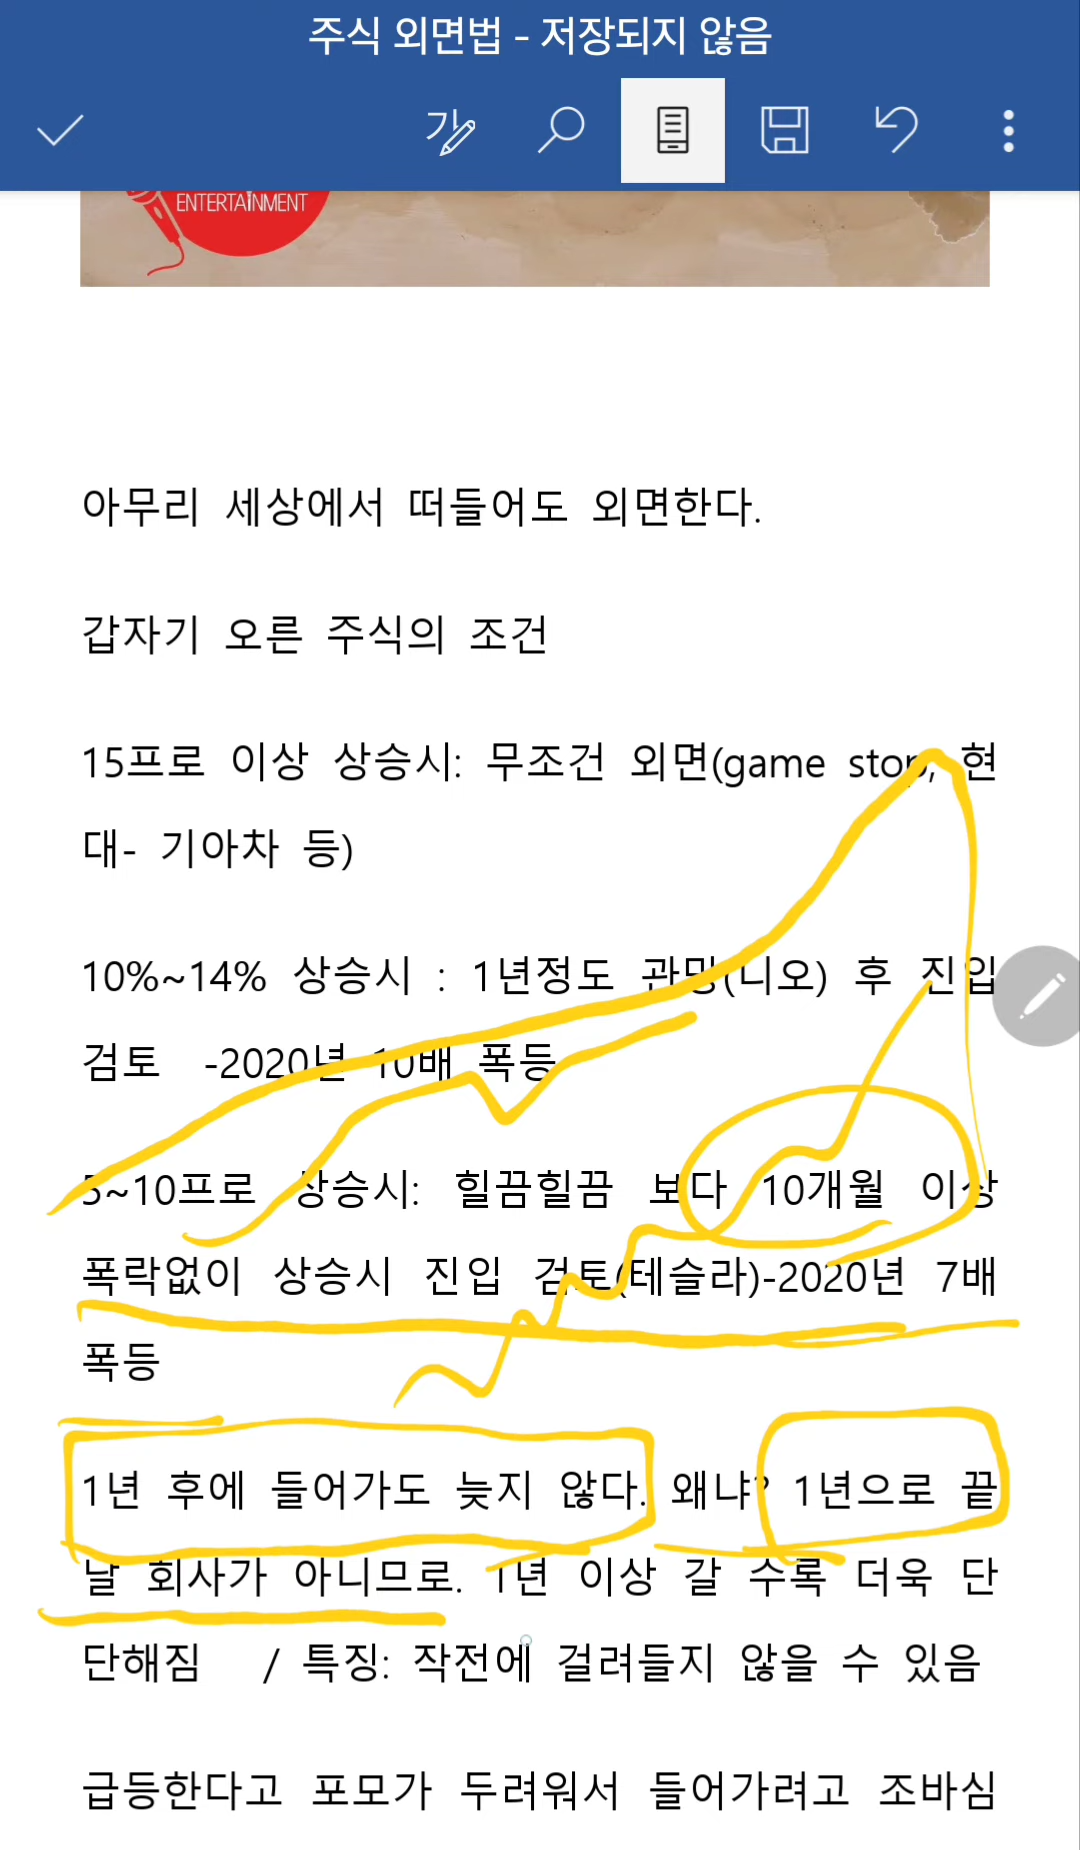 주식 외면법 - 저장되지 않음
가
ENTERTAINMENT
아무리 세상에서 떠들어도 외면한다.
갑자기 오른 주식의 조건
15프로 이상 상승시: 무조건 외면(game stop, 현
대- 기아차 등)
10%~14% 상승시 : 1년정도 관망(니오) 후 진입
검토 -2020년 10배 폭등
5~10프로 상승시: 힐끔힐끔 보다 10개월 이상
폭락없이 상승시 진입 검토(테슬라)-2020년 7배
폭등
1년 후에 들어가도 늦지 않다. 왜냐? 1년으로 끝
날 회사가 아니므로. 1년 이상 갈 수록 더욱 단
단해짐 / 특징: 작전에 걸려들지 않을 수 있음
급등한다고 포모가 두려워서 들어가려고 조바심